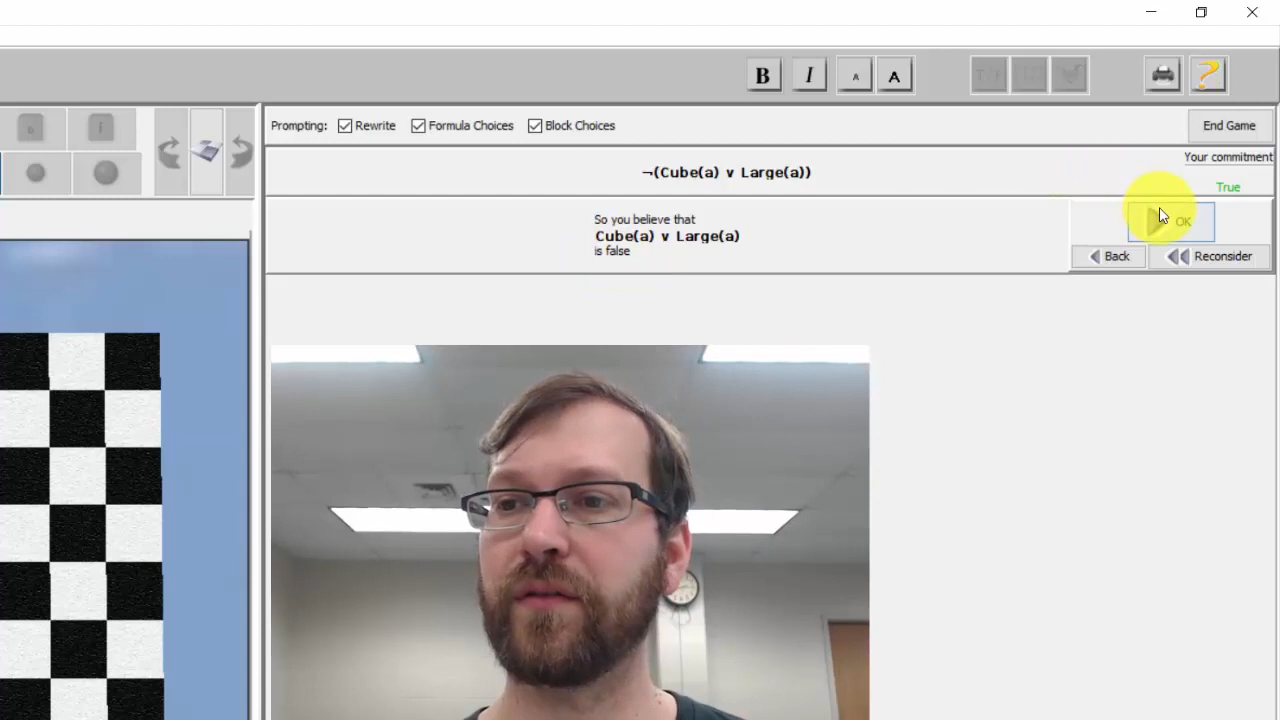 B I A A
Prompting: Rewrite Formula Choices Block Choices End Game
Your commitment
¬(Cube(a) ∨ Large(a))
True
So you believe that
Cube(a) ∨ Large(a)
is false
OK
Back Reconsider